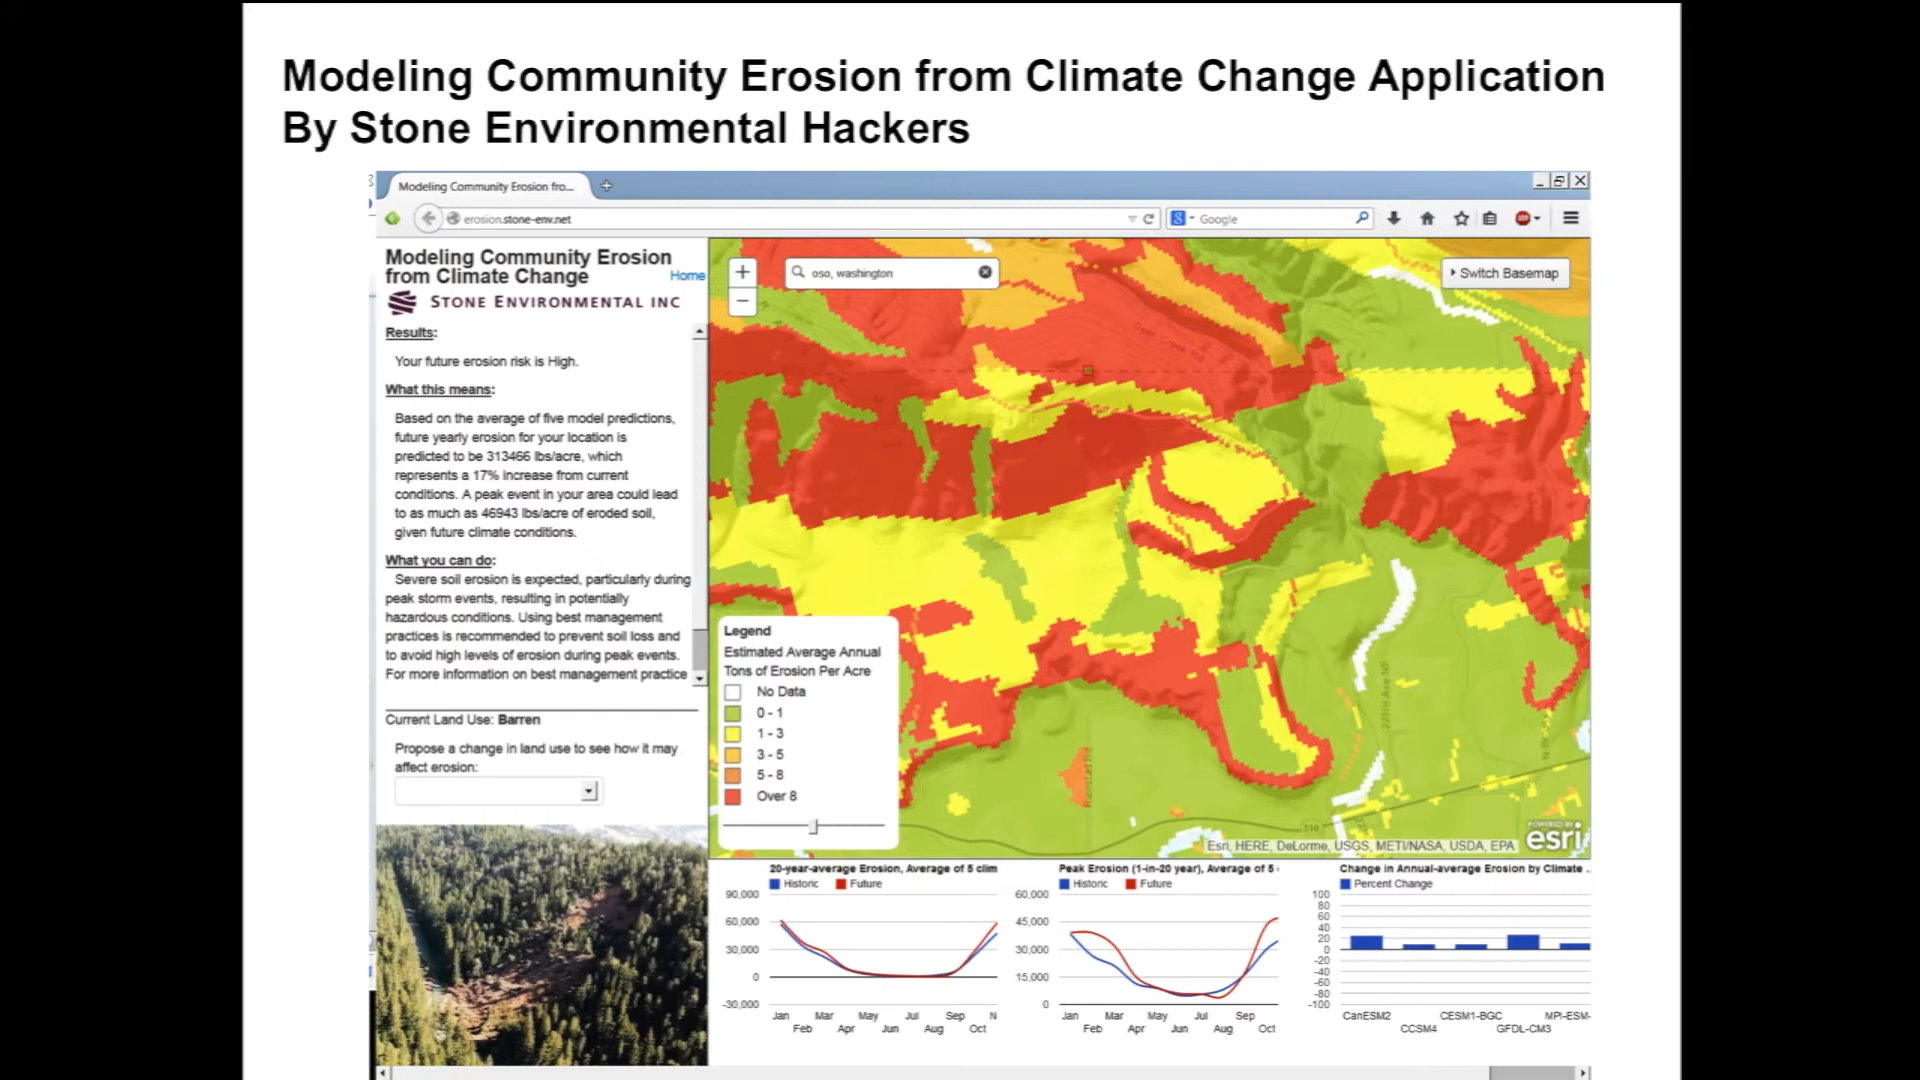 Modeling Community Erosion from Climate Change Application
By Stone Environmental Hackers
Modeling Community Erosion fro...
erosion.stone-env.net
Google
Modeling Community Erosion
from Climate Change
Home
STONE ENVIRONMENTAL INC
Results:
Your future erosion risk is High.
What this means:
Based on the average of five model predictions,
future yearly erosion for your location is
predicted to be 313466 lbs/acre, which
represents a 17% increase from current
conditions. A peak event in your area could lead
to as much as 46943 lbs/acre of eroded soil,
given future climate conditions.
What you can do:
Severe soil erosion is expected, particularly during
peak storm events, resulting in potentially
hazardous conditions. Using best management
practices is recommended to prevent soil loss and
to avoid high levels of erosion during peak events.
For more information on best management practice
Current Land Use: Barren
Propose a change in land use to see how it may
affect erosion:
+
−
oso, washington
Switch Basemap
223rd Ave NE
530
Legend
Estimated Average Annual
Tons of Erosion Per Acre
No Data
0 - 1
1 - 3
3 - 5
5 - 8
Over 8
Esri, HERE, DeLorme, USGS, METI/NASA, USDA, EPA
POWERED BY
esri
20-year-average Erosion, Average of 5 clim
Historic Future
90,000
60,000
30,000
0
-30,000
Jan Mar May Jul Sep N
Feb Apr Jun Aug Oct
Peak Erosion (1-in-20 year), Average of 5
Historic Future
60,000
45,000
30,000
15,000
0
Jan Mar May Jul Sep
Feb Apr Jun Aug Oct
Change in Annual-average Erosion by Climate ..
Percent Change
100
80
60
40
20
0
-20
-40
-60
-80
-100
CanESM2 CESM1-BGC MPI-ESM-
CCSM4 GFDL-CM3